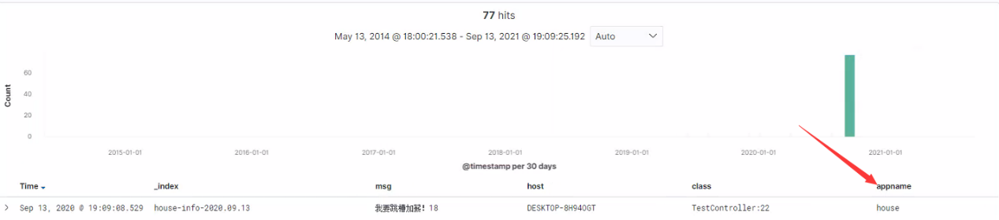 77 hits
May 13, 2014 @ 18:00:21.538 - Sep 13, 2021 @ 19:09:25.192 Auto
Count
60
40
20
0
2015-01-01 2016-01-01 2017-01-01 2018-01-01 2019-01-01 2020-01-01 2021-01-01
@timestamp per 30 days
Time _index msg host class appname
Sep 13, 2020 @ 19:09:08.529 house-info-2020.09.13 我要跳槽加薪! 18 DESKTOP-8H940GT TestController:22 house